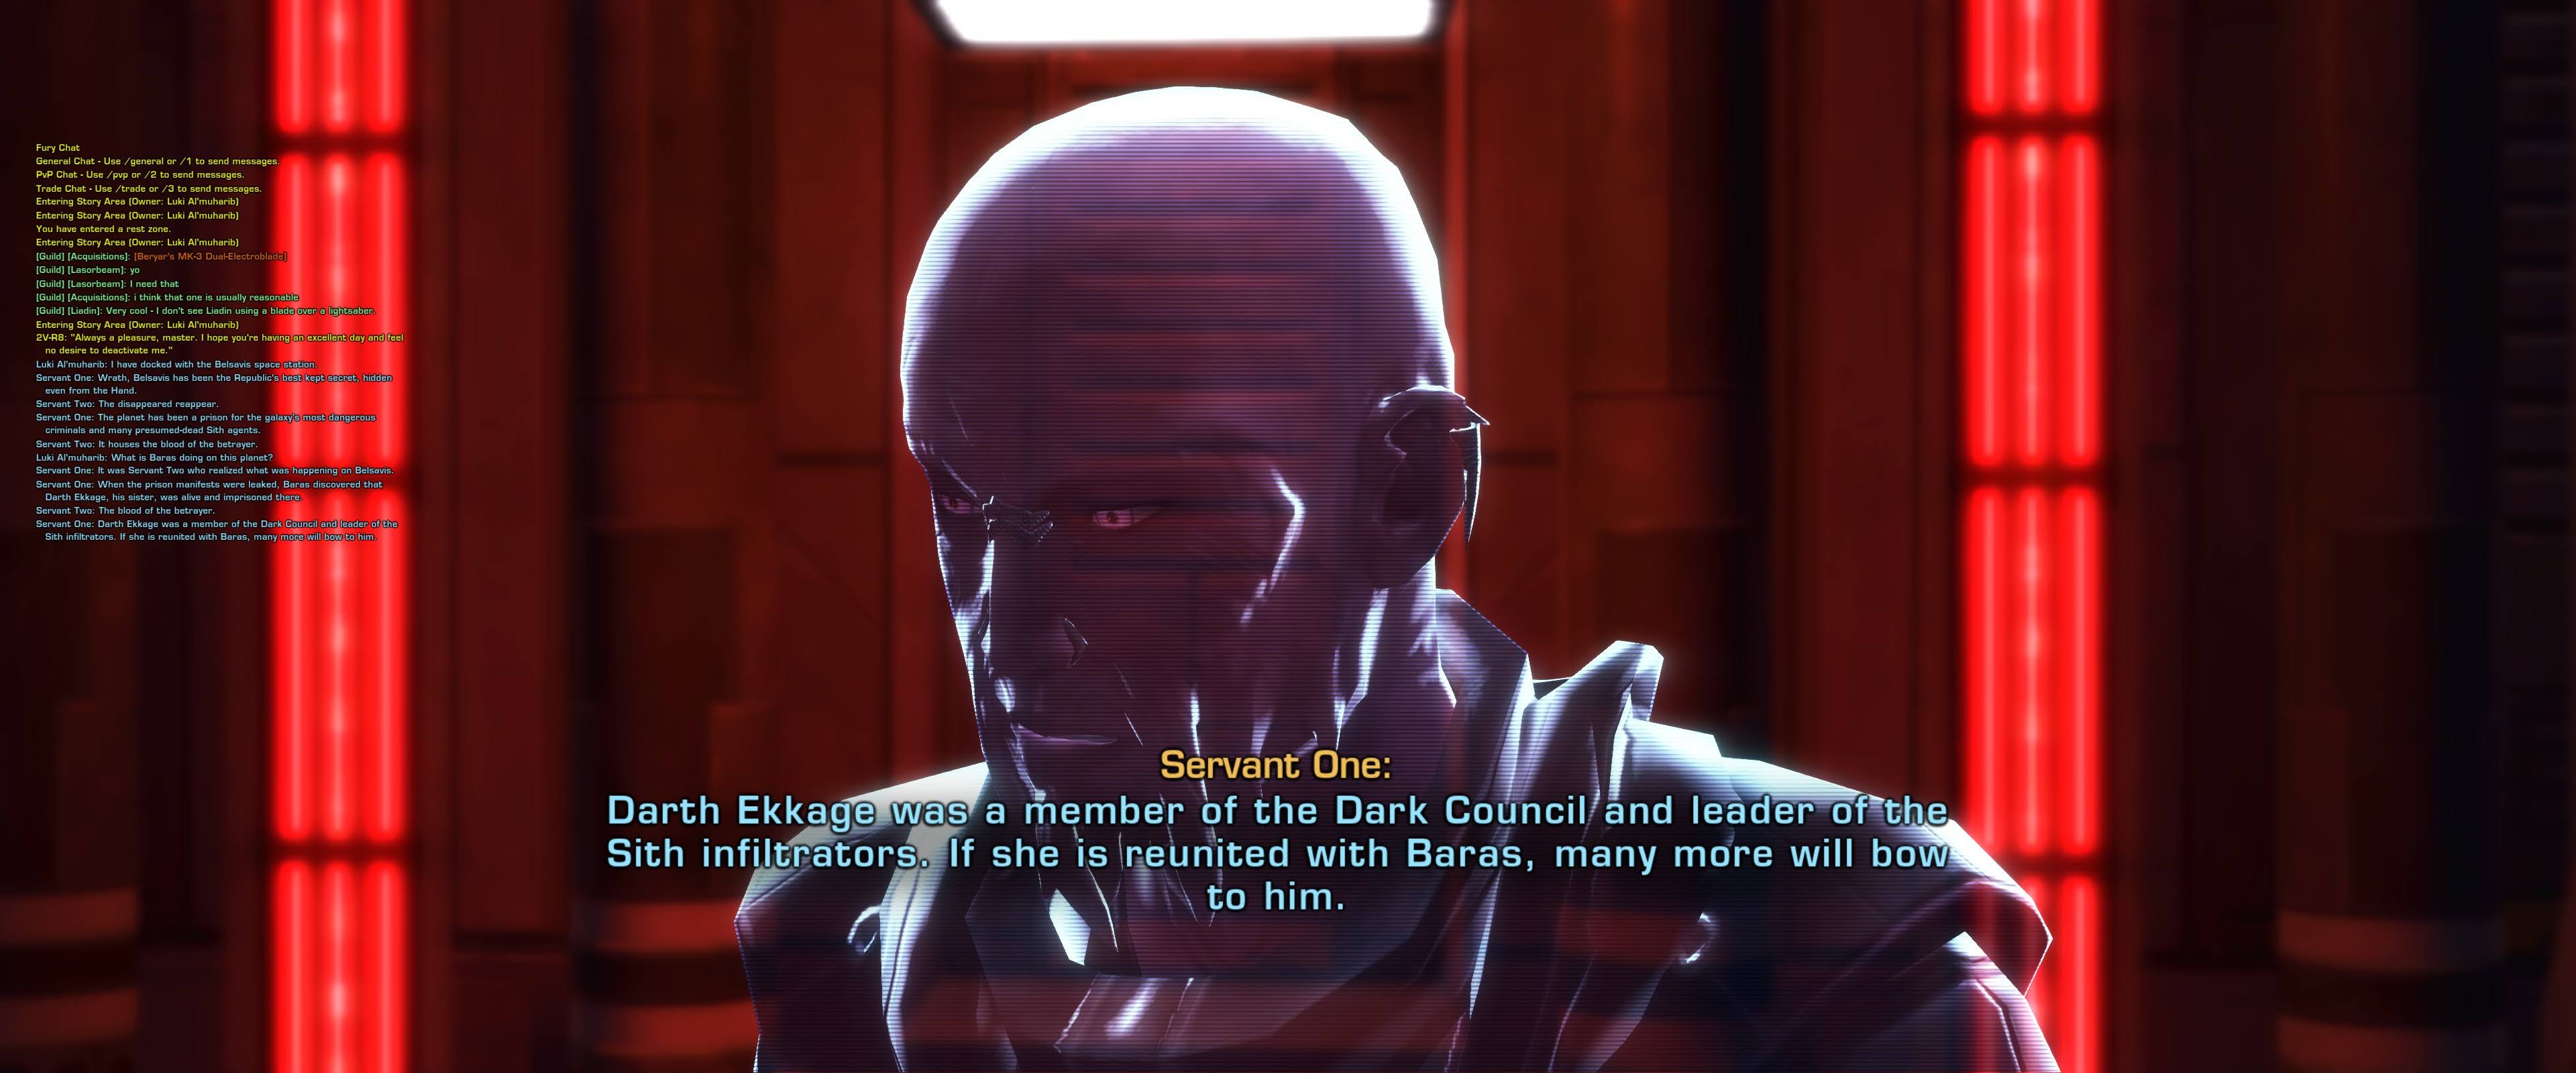 Fury Chat
General Chat - Use /general or /1 to send messages.
PvP Chat - Use /pvp or /2 to send messages.
Trade Chat - Use /trade or /3 to send messages.
Entering Story Area (Owner: Luki Al'muharib)
Entering Story Area (Owner: Luki Al'muharib)
You have entered a rest zone.
Entering Story Area (Owner: Luki Al'muharib)
[Guild] [Acquisitions]: [Beryar's MK-3 Dual-Electroblade]
[Guild] [Lasorbeam]: yo
[Guild] [Lasorbeam]: I need that
[Guild] [Acquisitions]: i think that one is usually reasonable
[Guild] [Liadin]: Very cool - I don't see Liadin using a blade over a lightsaber.
Entering Story Area (Owner: Luki Al'muharib)
2V-R8: "Always a pleasure, master. I hope you're having an excellent day and feel
no desire to deactivate me."
Luki Al'muharib: I have docked with the Belsavis space station.
Servant One: Wrath, Belsavis has been the Republic's best kept secret, hidden
even from the Hand.
Servant Two: The disappeared reappear.
Servant One: The planet has been a prison for the galaxy's most dangerous
criminals and many presumed-dead Sith agents.
Servant Two: It houses the blood of the betrayer.
Luki Al'muharib: What is Baras doing on this planet?
Servant One: It was Servant Two who realized what was happening on Belsavis.
Servant One: When the prison manifests were leaked, Baras discovered that
Darth Ekkage, his sister, was alive and imprisoned there.
Servant Two: The blood of the betrayer.
Servant One: Darth Ekkage was a member of the Dark Council and leader of the
Sith infiltrators. If she is reunited with Baras, many more will bow to him.
Servant One:
Darth Ekkage was a member of the Dark Council and leader of the
Sith infiltrators. If she is reunited with Baras, many more will bow
to him.